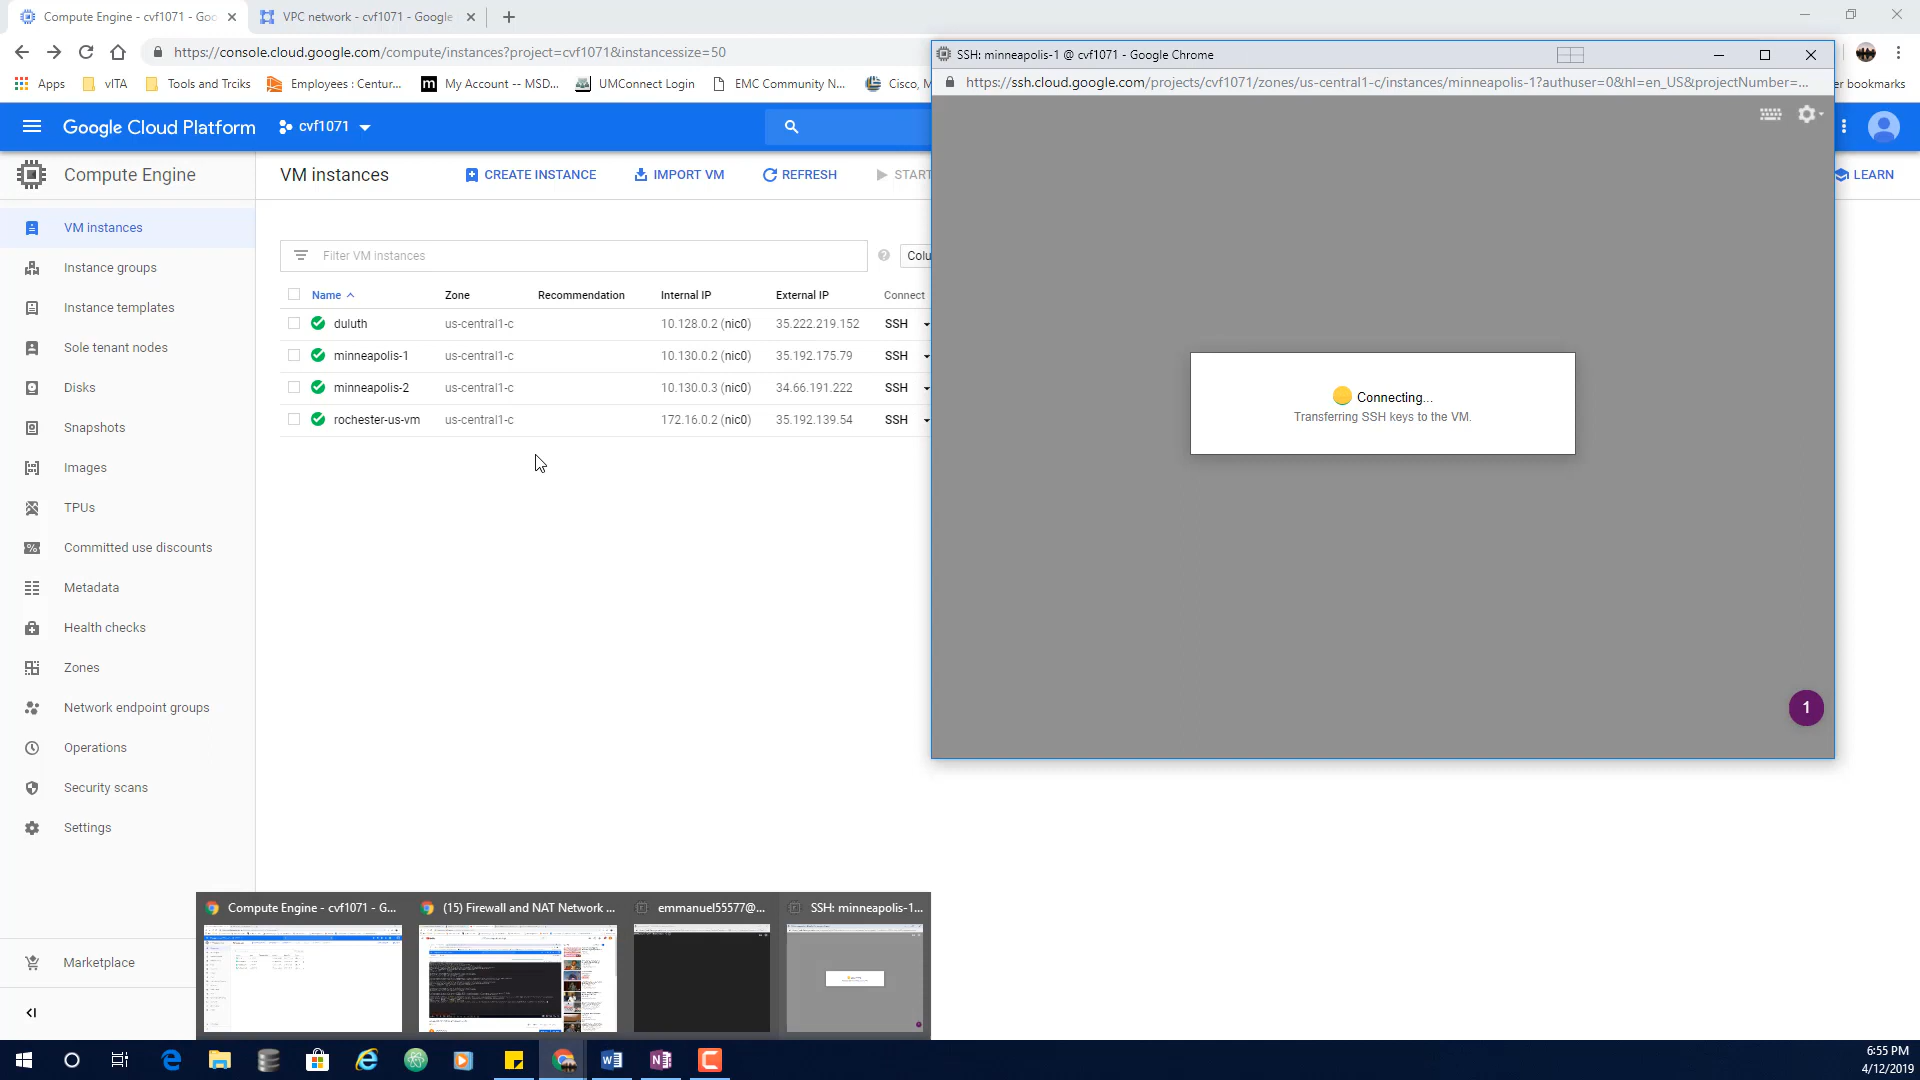 Compute Engine - cvf1071 - Goo
VPC network - cvf1071 - Google
https://console.cloud.google.com/compute/instances?project=cvf1071&instancessize=50
Apps
vITA
Tools and Trciks
Employees : Centur...
My Account -- MSD...
UMConnect Login
EMC Community N...
Cisco, M
er bookmarks
SSH: minneapolis-1 @ cvf1071 - Google Chrome
https://ssh.cloud.google.com/projects/cvf1071/zones/us-central1-c/instances/minneapolis-1?authuser=0&hl=en_US&projectNumber=...
Google Cloud Platform
cvf1071
Compute Engine
VM instances
CREATE INSTANCE
IMPORT VM
REFRESH
START
LEARN
VM instances
Instance groups
Instance templates
Sole tenant nodes
Disks
Snapshots
Images
TPUs
Committed use discounts
Metadata
Health checks
Zones
Network endpoint groups
Operations
Security scans
Settings
Marketplace
Filter VM instances
Colu
Name Zone Recommendation Internal IP External IP Connect
duluth us-central1-c 10.128.0.2 (nic0) 35.222.219.152 SSH
minneapolis-1 us-central1-c 10.130.0.2 (nic0) 35.192.175.79 SSH
minneapolis-2 us-central1-c 10.130.0.3 (nic0) 34.66.191.222 SSH
rochester-us-vm us-central1-c 172.16.0.2 (nic0) 35.192.139.54 SSH
Connecting...
Transferring SSH keys to the VM.
1
Compute Engine - cvf1071 - G...
(15) Firewall and NAT Network ...
emmanuel55577@...
SSH: minneapolis-1...
6:55 PM
4/12/2019